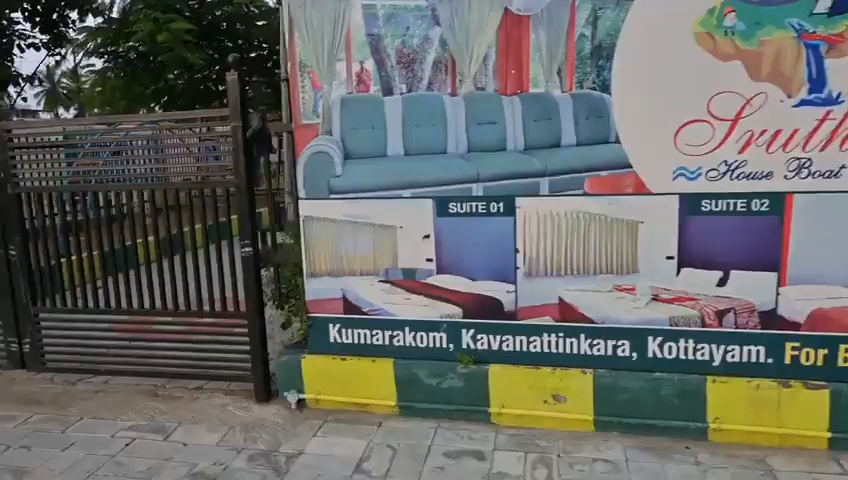 Sruth
House Boat
SUITE 01
SUITE 02
Kumarakom, Kavanattinkara, Kottayam. For B